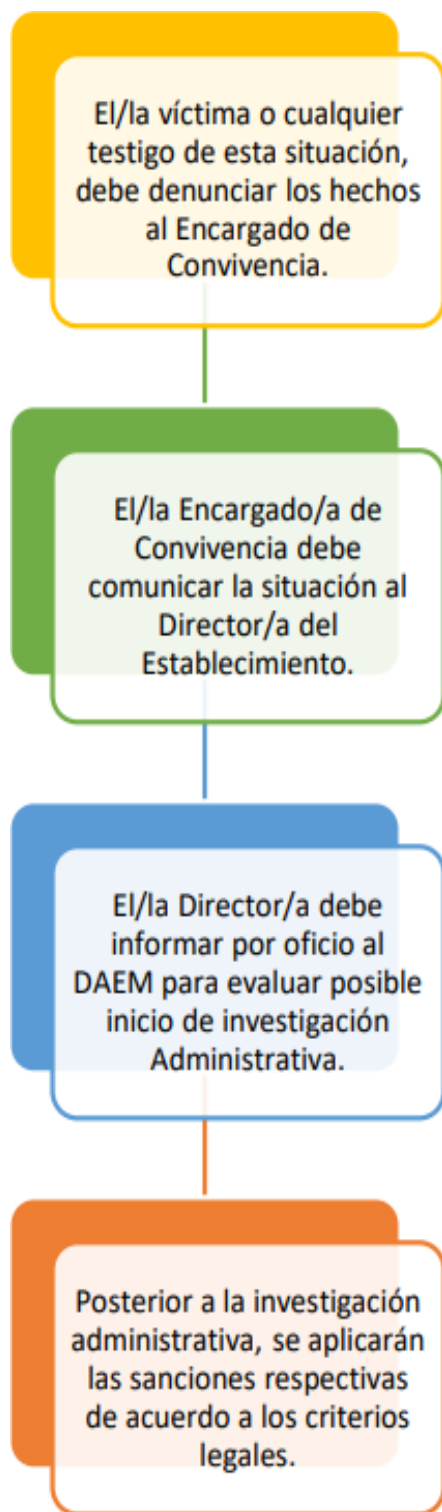 El/la víctima o cualquier
testigo de esta situación,
debe denunciar los hechos
al Encargado de
Convivencia.
El/la Encargado/a de
Convivencia debe
comunicar la situación al
Director/a del
Establecimiento.
El/la Director/a debe
informar por oficio al
DAEM para evaluar posible
inicio de investigación
Administrativa.
Posterior a la investigación
administrativa, se aplicarán
las sanciones respectivas
de acuerdo a los criterios
legales.